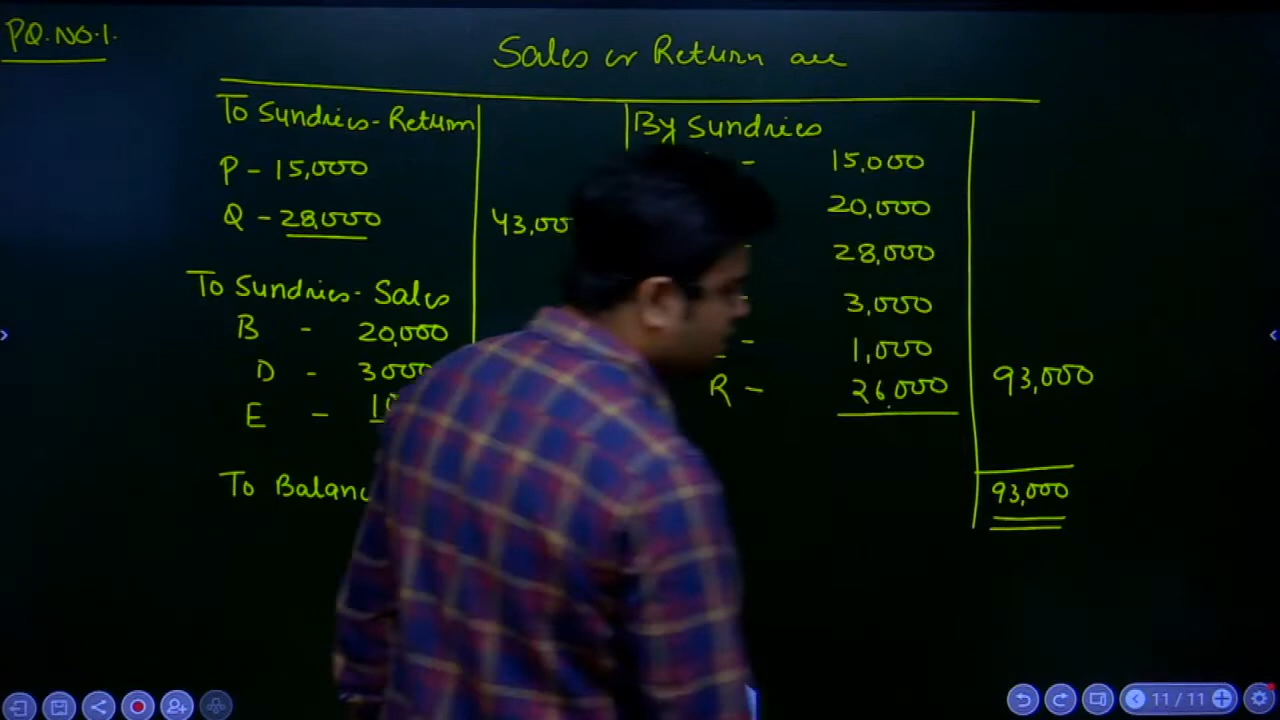 PQ.NO.1.
Sales or Return a/c
To Sundries-Return
P - 15,000
Q - 28,000
43,00
To Sundries-Sales
B - 20,000
D - 3000
E -
To Balanc
By Sundries
- 15,000
20,000
28,000
3,000
- 1,000
R - 26,000
93,000
93,000
11/11